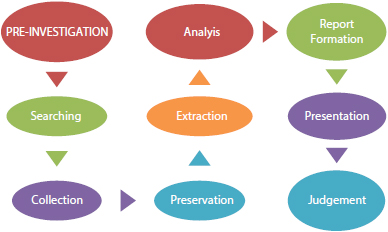 PRE-INVESTIGATION
Searching
Collection
Preservation
Extraction
Analyis
Report
Formation
Presentation
Judgement